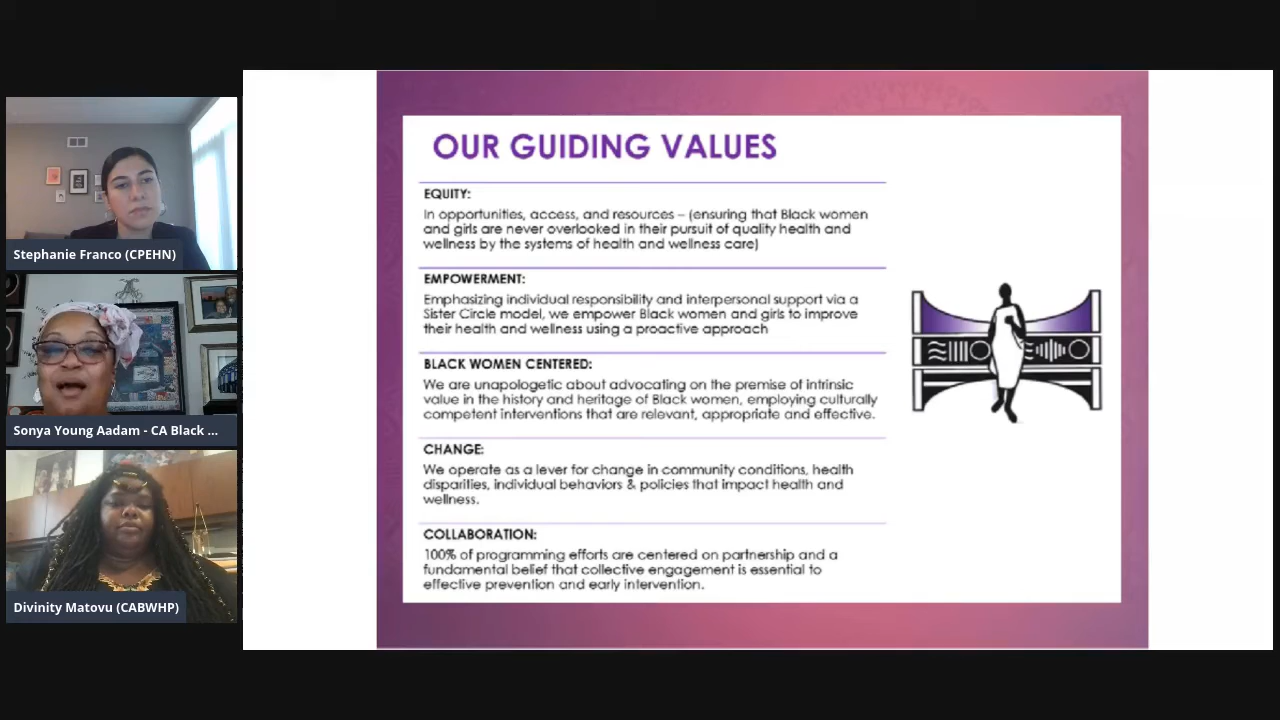 Stephanie Franco (CPEHN)
Sonya Young Aadam - CA Black ...
Divinity Matovu (CABWHP)
OUR GUIDING VALUES
EQUITY:
In opportunities, access, and resources – (ensuring that Black women
and girls are never overlooked in their pursuit of quality health and
wellness by the systems of health and wellness care)
EMPOWERMENT:
Emphasizing individual responsibility and interpersonal support via a
Sister Circle model, we empower Black women and girls to improve
their health and wellness using a proactive approach
BLACK WOMEN CENTERED:
We are unapologetic about advocating on the premise of intrinsic
value in the history and heritage of Black women, employing culturally
competent interventions that are relevant, appropriate and effective.
CHANGE:
We operate as a lever for change in community conditions, health
disparities, individual behaviors & policies that impact health and
wellness.
COLLABORATION:
100% of programming efforts are centered on partnership and a
fundamental belief that collective engagement is essential to
effective prevention and early intervention.